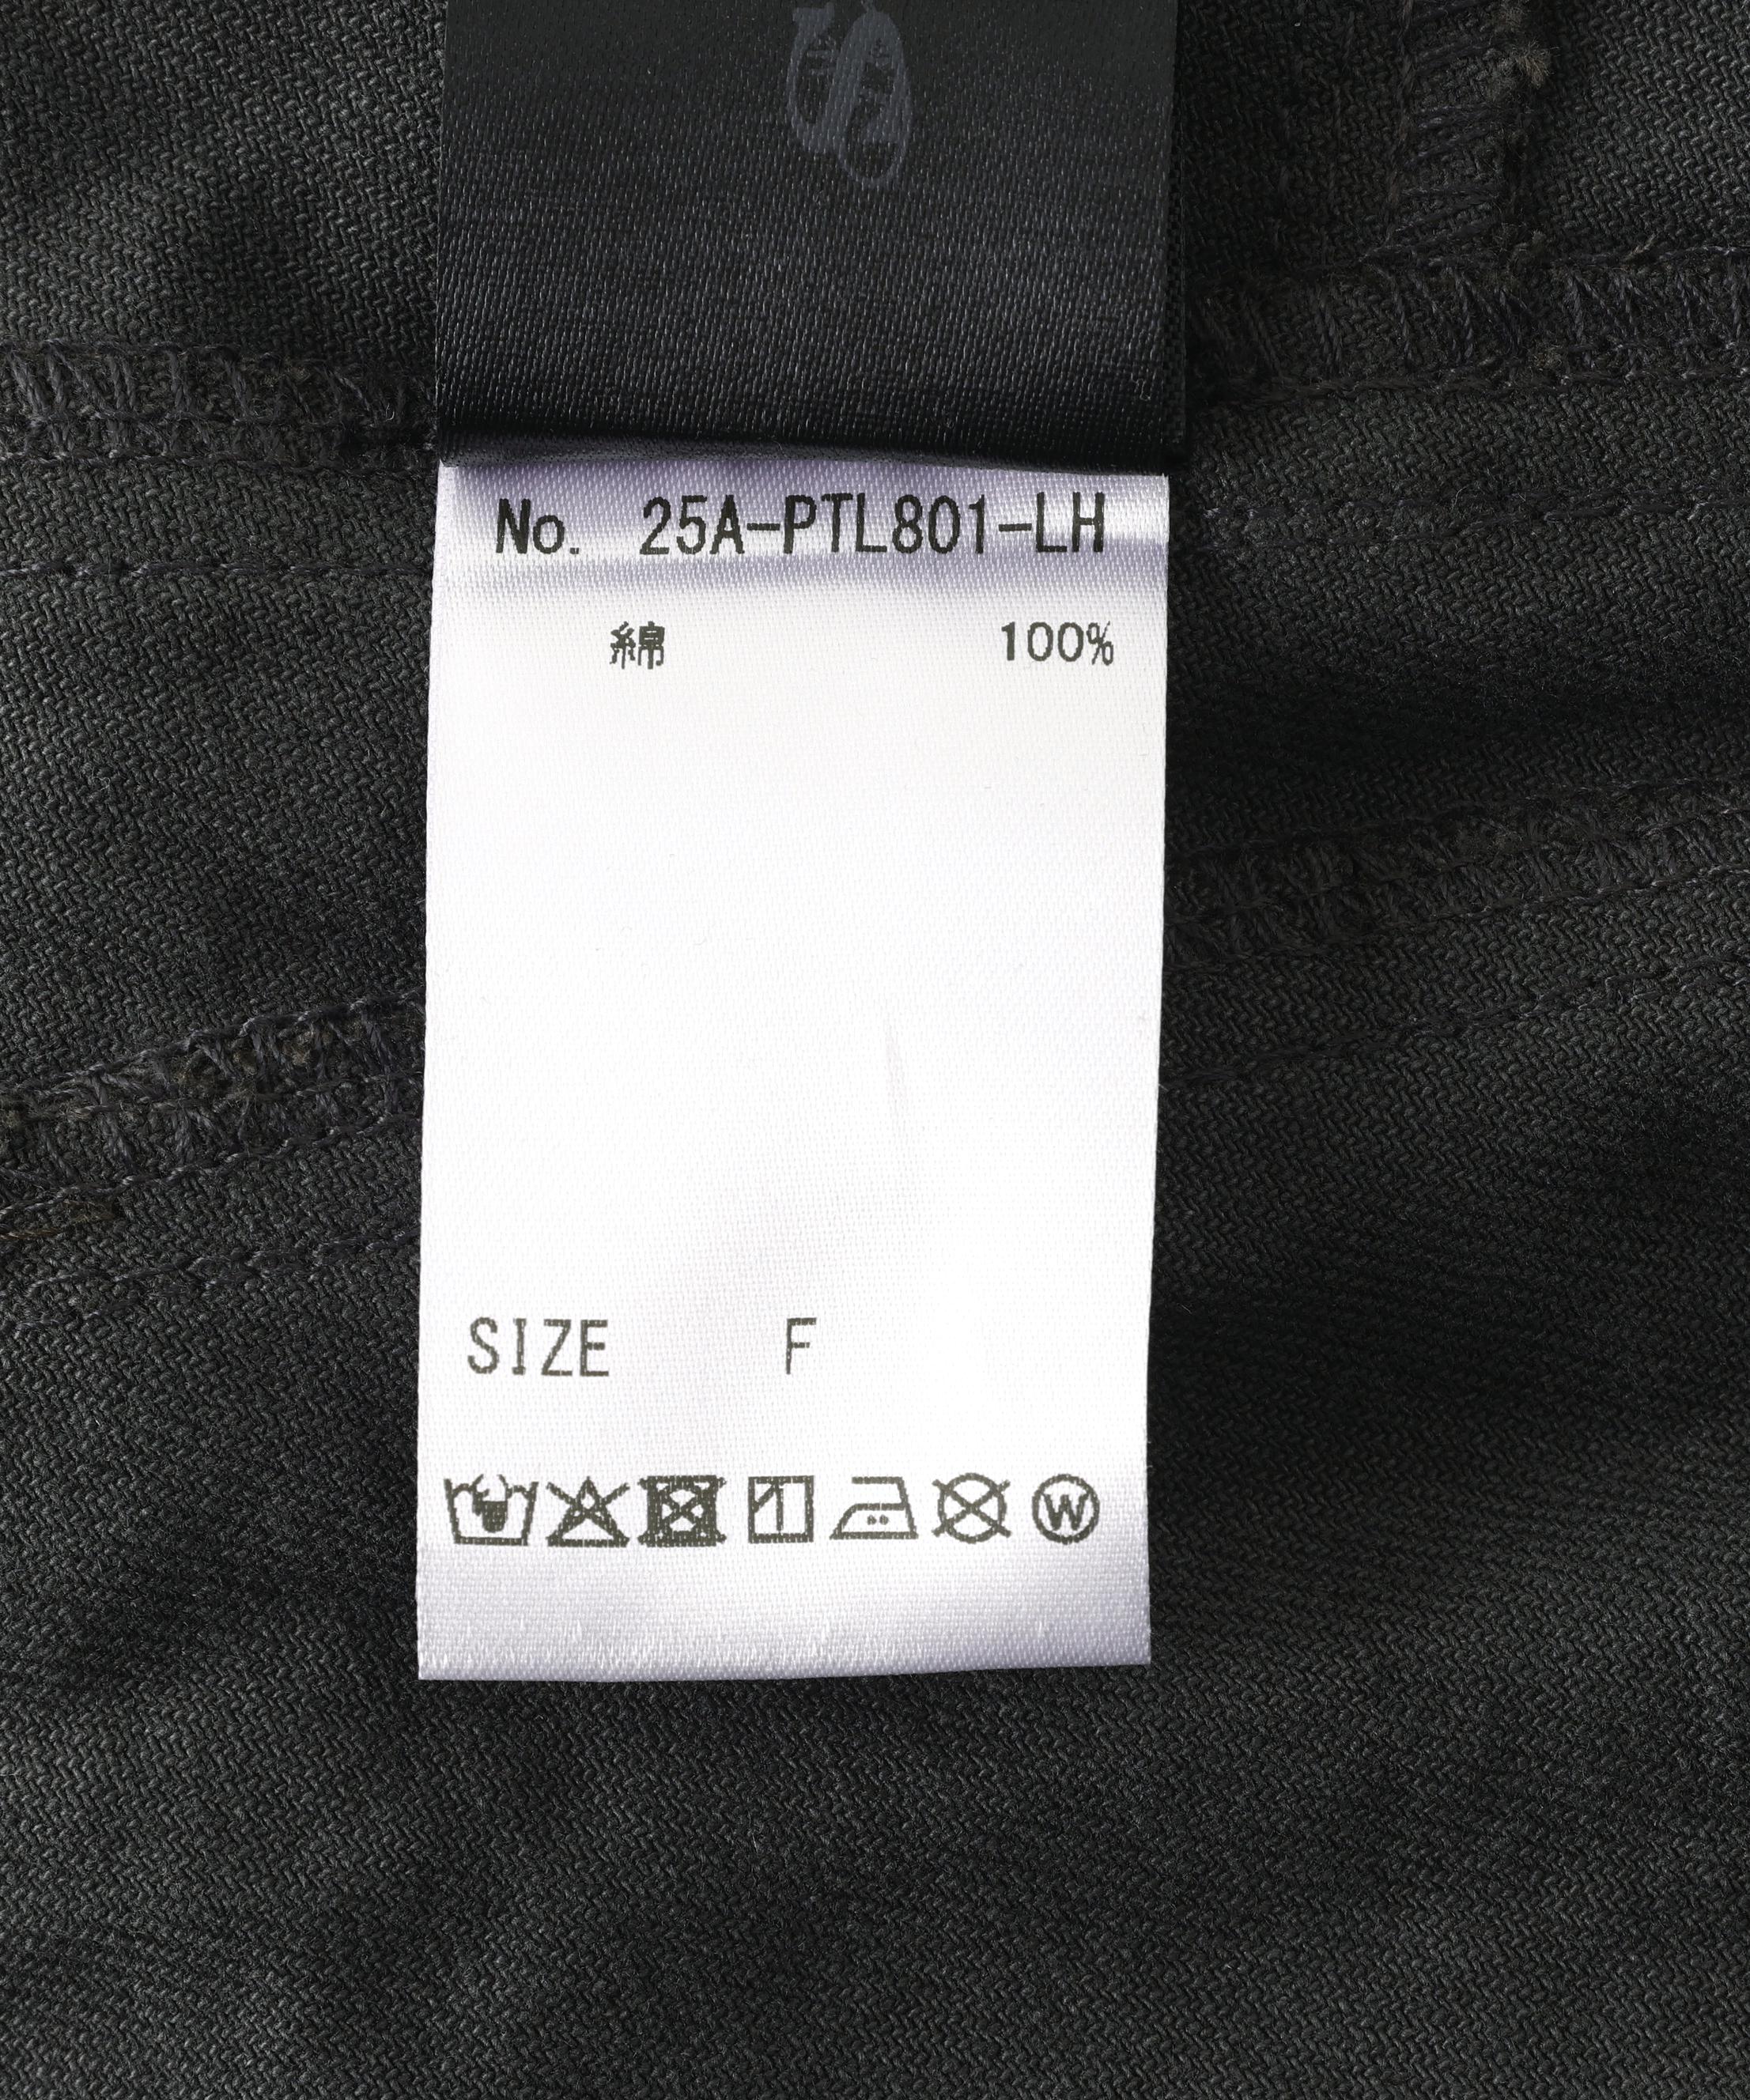 No. 25A-PTL801-LH
綿 100%
SIZE F
W